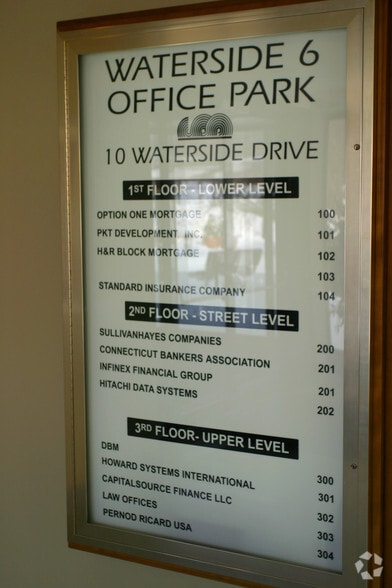 WATERSIDE 6
OFFICE PARK
10 WATERSIDE DRIVE
1ST FLOOR - LOWER LEVEL
OPTION ONE MORTGAGE 100
PKT DEVELOPMENT, INC. 101
H&R BLOCK MORTGAGE 102
103
STANDARD INSURANCE COMPANY 104
2ND FLOOR - STREET LEVEL
SULLIVANHAYES COMPANIES 200
CONNECTICUT BANKERS ASSOCIATION 201
INFINEX FINANCIAL GROUP 201
HITACHI DATA SYSTEMS 202
3RD FLOOR- UPPER LEVEL
DBM 300
HOWARD SYSTEMS INTERNATIONAL 301
CAPITALSOURCE FINANCE LLC 302
LAW OFFICES 303
PERNOD RICARD USA 304